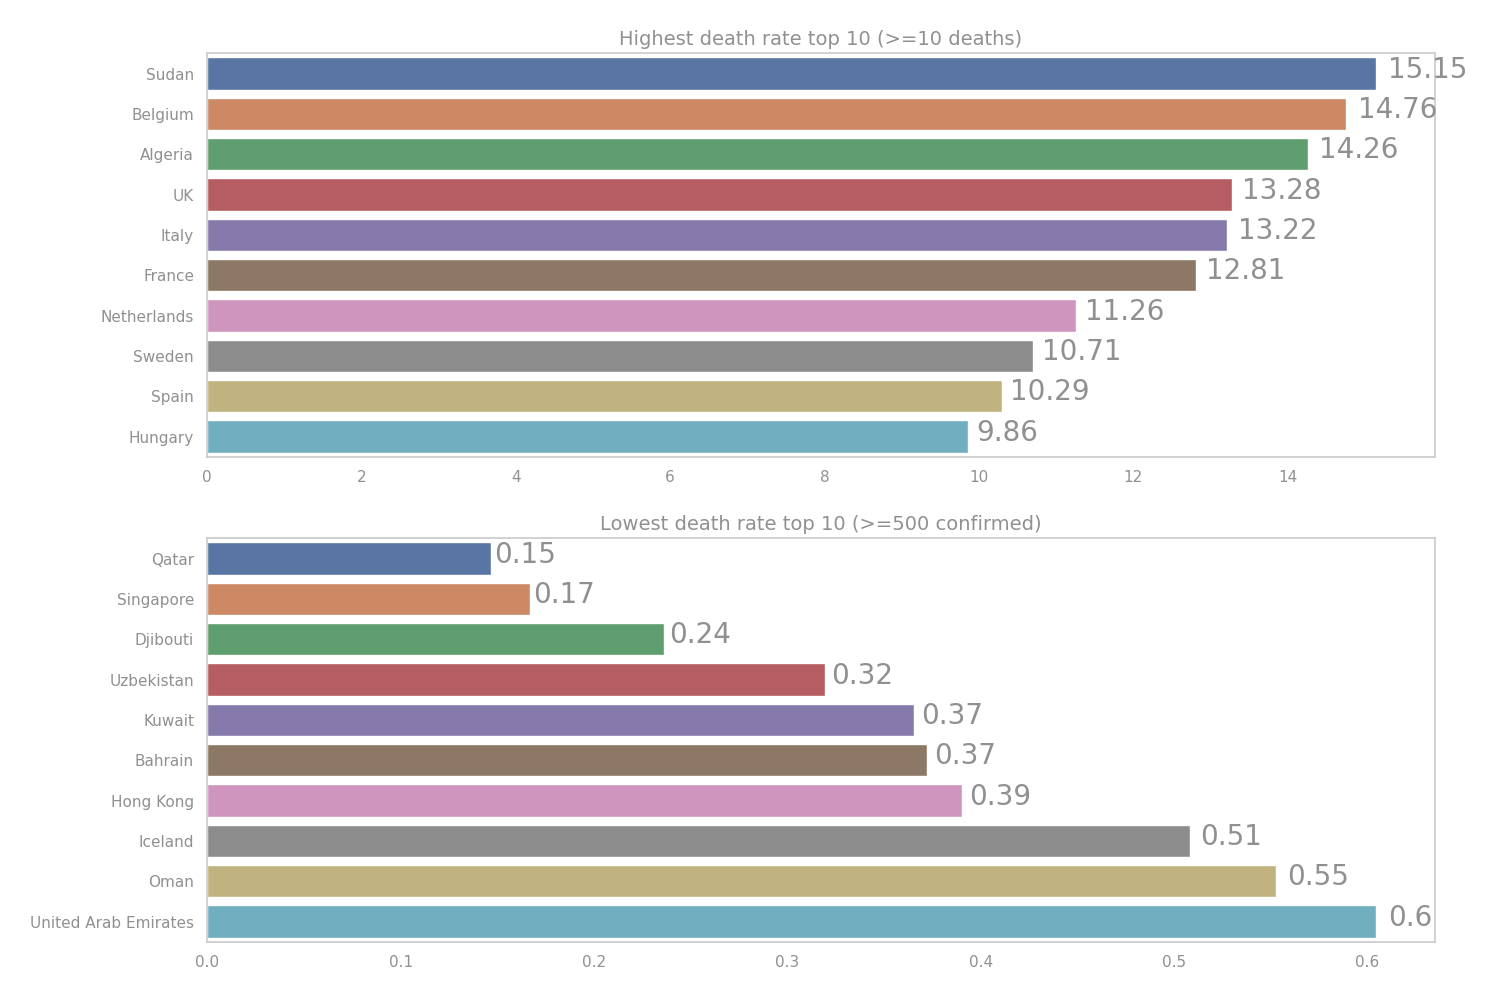 Highest death rate top 10 (>=10 deaths)
Sudan 15.15
Belgium 14.76
Algeria 14.26
UK 13.28
Italy 13.22
France 12.81
Netherlands 11.26
Sweden 10.71
Spain 10.29
Hungary 9.86
0 2 4 6 8 10 12 14
Lowest death rate top 10 (>=500 confirmed)
Qatar 0.15
Singapore 0.17
Djibouti 0.24
Uzbekistan 0.32
Kuwait 0.37
Bahrain 0.37
Hong Kong 0.39
Iceland 0.51
Oman 0.55
United Arab Emirates 0.6
0.0 0.1 0.2 0.3 0.4 0.5 0.6